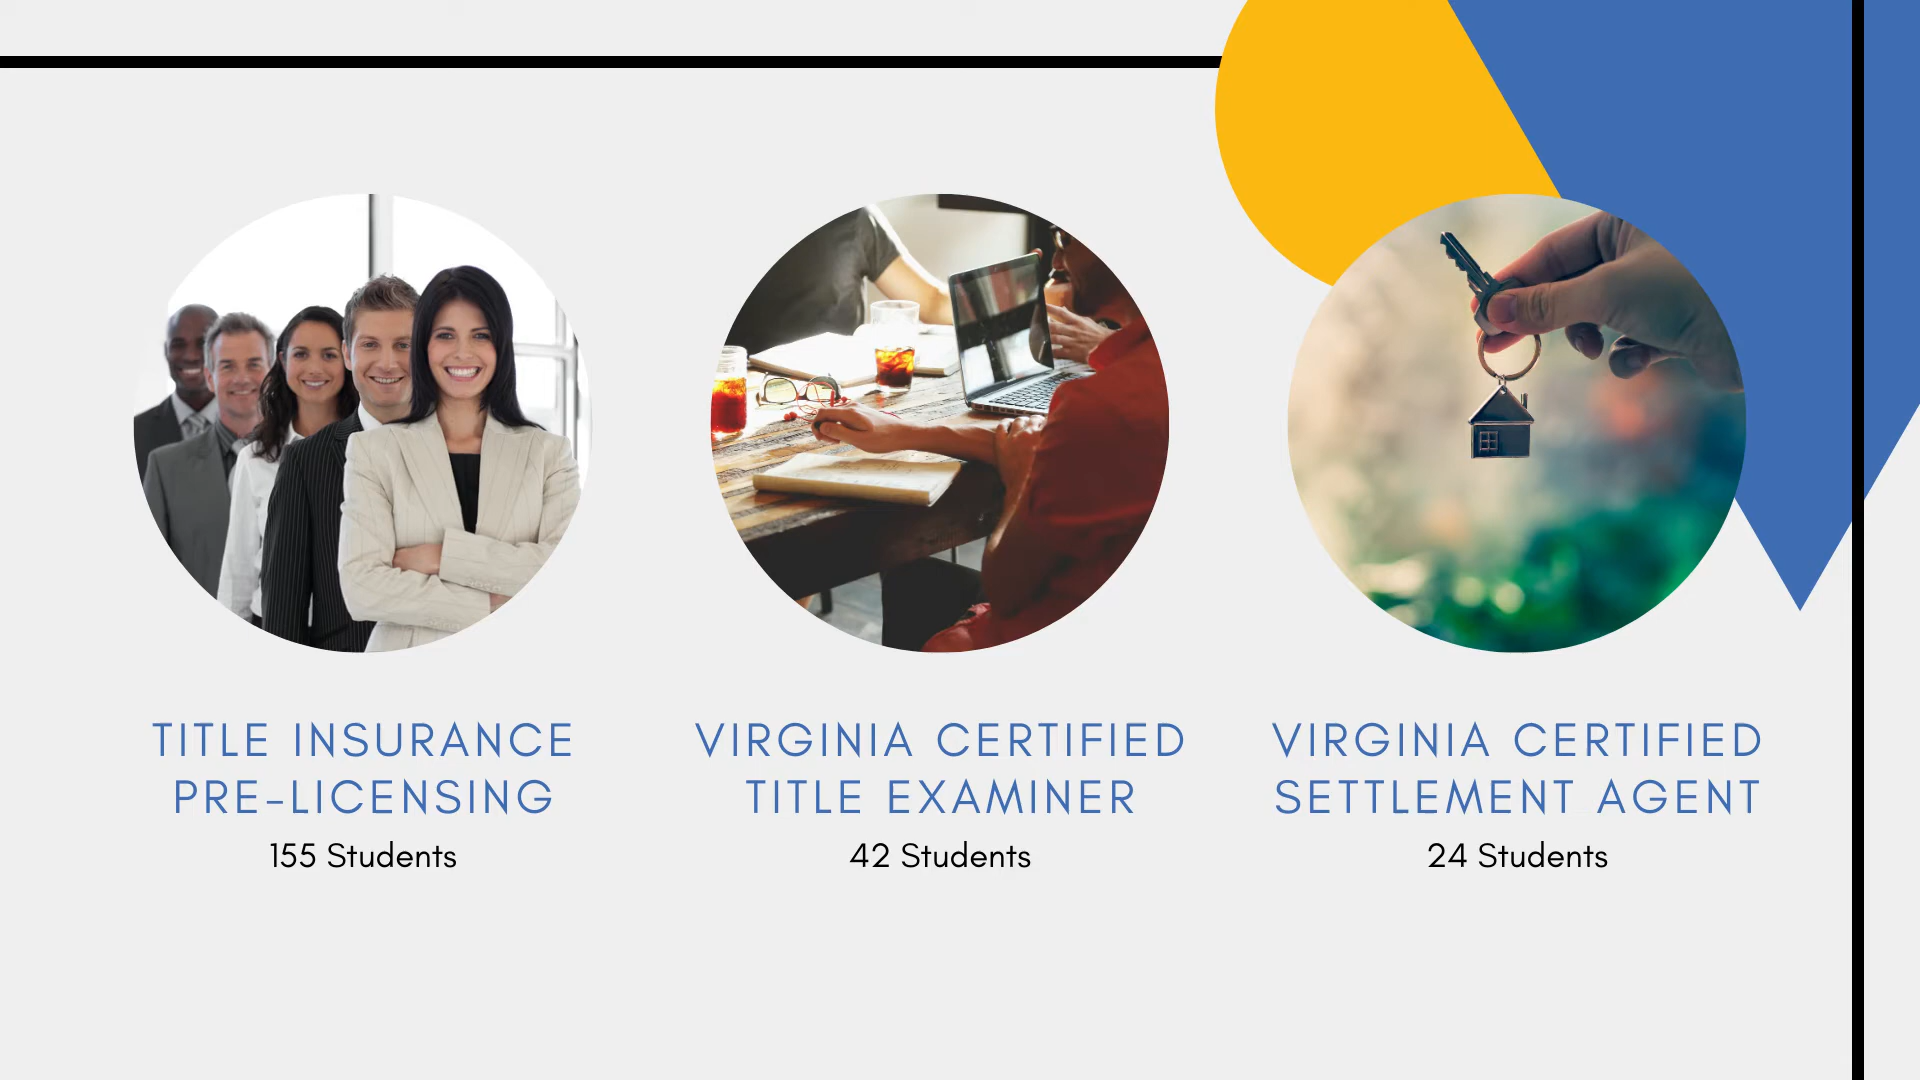 TITLE INSURANCE
PRE-LICENSING
155 Students
VIRGINIA CERTIFIED
TITLE EXAMINER
42 Students
VIRGINIA CERTIFIED
SETTLEMENT AGENT
24 Students